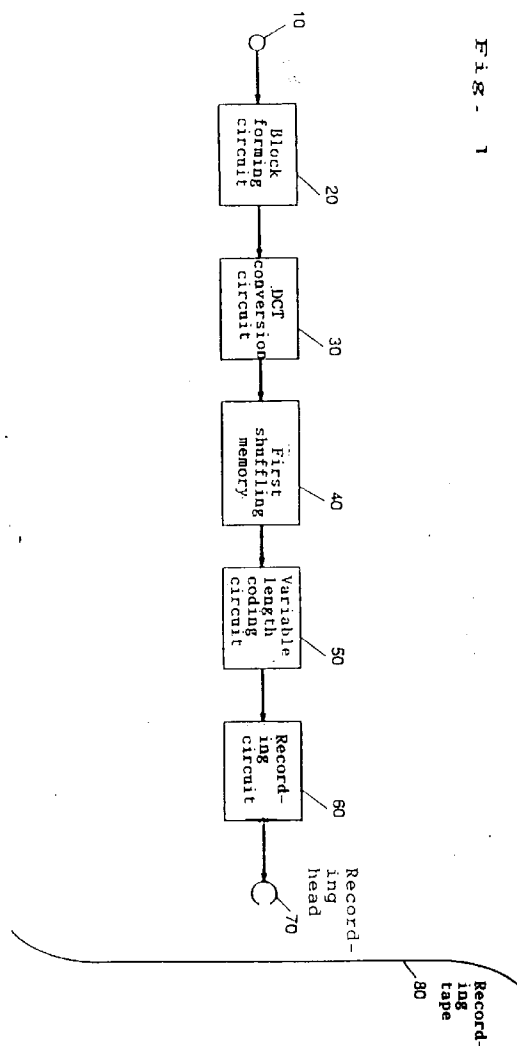 Fig. 1
10
Block
forming
circuit
20
DCT
conversion
circuit
30
First
shuffling
memory
40
Variable
length
coding
circuit
50
Record-
ing
circuit
60
Record-
ing
head
70
Record-
ing
tape
80